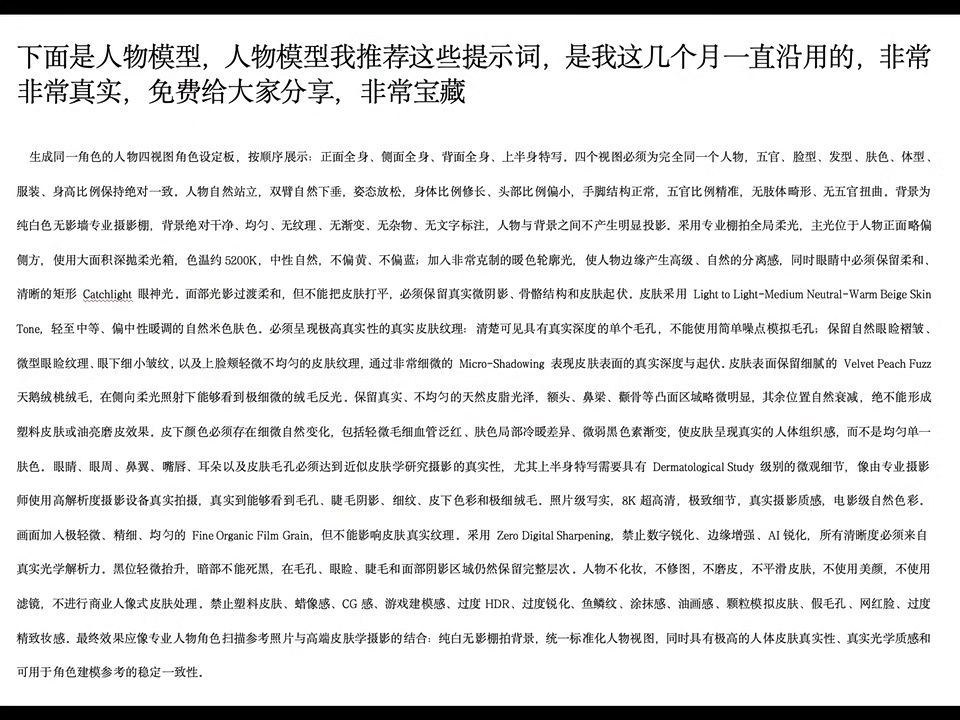 下面是人物模型，人物模型我推荐这些提示词，是我这几个月一直沿用的，非常
非常真实，免费给大家分享，非常宝藏
生成同一角色的人物四视图角色设定板，按顺序展示：正面全身、侧面全身、背面全身、上半身特写。四个视图必须为完全同一个人物，五官、脸型、发型、肤色、体型、
服装、身高比例保持绝对一致。人物自然站立，双臂自然下垂，姿态放松，身体比例修长、头部比例偏小，手脚结构正常，五官比例精准，无肢体畸形、无五官扭曲。背景为
纯白色无影墙专业摄影棚，背景绝对干净、均匀、无纹理、无渐变、无杂物、无文字标注，人物与背景之间不产生明显投影。采用专业棚拍全局柔光，主光位于人物正面略偏
侧方，使用大面积深抛柔光箱，色温约 5200K，中性自然，不偏黄、不偏蓝；加入非常克制的暖色轮廓光，使人物边缘产生高级、自然的分离感，同时眼睛中必须保留柔和、
清晰的矩形 Catchlight 眼神光。面部光影过渡柔和，但不能把皮肤打平，必须保留真实微阴影、骨骼结构和皮肤起伏。皮肤采用 Light to Light-Medium Neutral-Warm Beige Skin
Tone，轻至中等、偏中性暖调的自然米色肤色。必须呈现极高真实性的真实皮肤纹理：清楚可见具有真实深度的单个毛孔，不能使用简单噪点模拟毛孔；保留自然眼睑褶皱、
微型眼睑纹理、眼下细小皱纹，以及上脸颊轻微不均匀的皮肤纹理，通过非常细微的 Micro-Shadowing 表现皮肤表面的真实深度与起伏。皮肤表面保留细腻的 Velvet Peach Fuzz
天鹅绒桃绒毛，在侧向柔光照射下能够看到极细微的绒毛反光。保留真实、不均匀的天然皮脂光泽，额头、鼻梁、颧骨等凸面区域略微明显，其余位置自然衰减，绝不能形成
塑料皮肤或油亮磨皮效果。皮下颜色必须存在细微自然变化，包括轻微毛细血管泛红、肤色局部冷暖差异、微弱黑色素渐变，使皮肤呈现真实的人体组织感，而不是均匀单一
肤色。眼睛、眼周、鼻翼、嘴唇、耳朵以及皮肤毛孔必须达到近似皮肤学研究摄影的真实性，尤其上半身特写需要具有 Dermatological Study 级别的微观细节，像由专业摄影
师使用高解析度摄影设备真实拍摄，真实到能够看到毛孔、睫毛阴影、细纹、皮下色彩和极细绒毛。照片级写实，8K 超高清，极致细节，真实摄影质感，电影级自然色彩。
画面加入极轻微、精细、均匀的 Fine Organic Film Grain，但不能影响皮肤真实纹理。采用 Zero Digital Sharpening，禁止数字锐化、边缘增强、AI 锐化，所有清晰度必须来自
真实光学解析力。黑位轻微抬升，暗部不能死黑，在毛孔、眼睑、睫毛和面部阴影区域仍然保留完整层次。人物不化妆，不修图，不磨皮，不平滑皮肤，不使用美颜，不使用
滤镜，不进行商业人像式皮肤处理。禁止塑料皮肤、蜡像感、CG 感、游戏建模感、过度 HDR、过度锐化、鱼鳞纹、涂抹感、油画感、颗粒模拟皮肤、假毛孔、网红脸、过度
精致妆感。最终效果应像专业人物角色扫描参考照片与高端皮肤学摄影的结合：纯白无影棚拍背景，统一标准化人物视图，同时具有极高的人体皮肤真实性、真实光学质感和
可用于角色建模参考的稳定一致性。